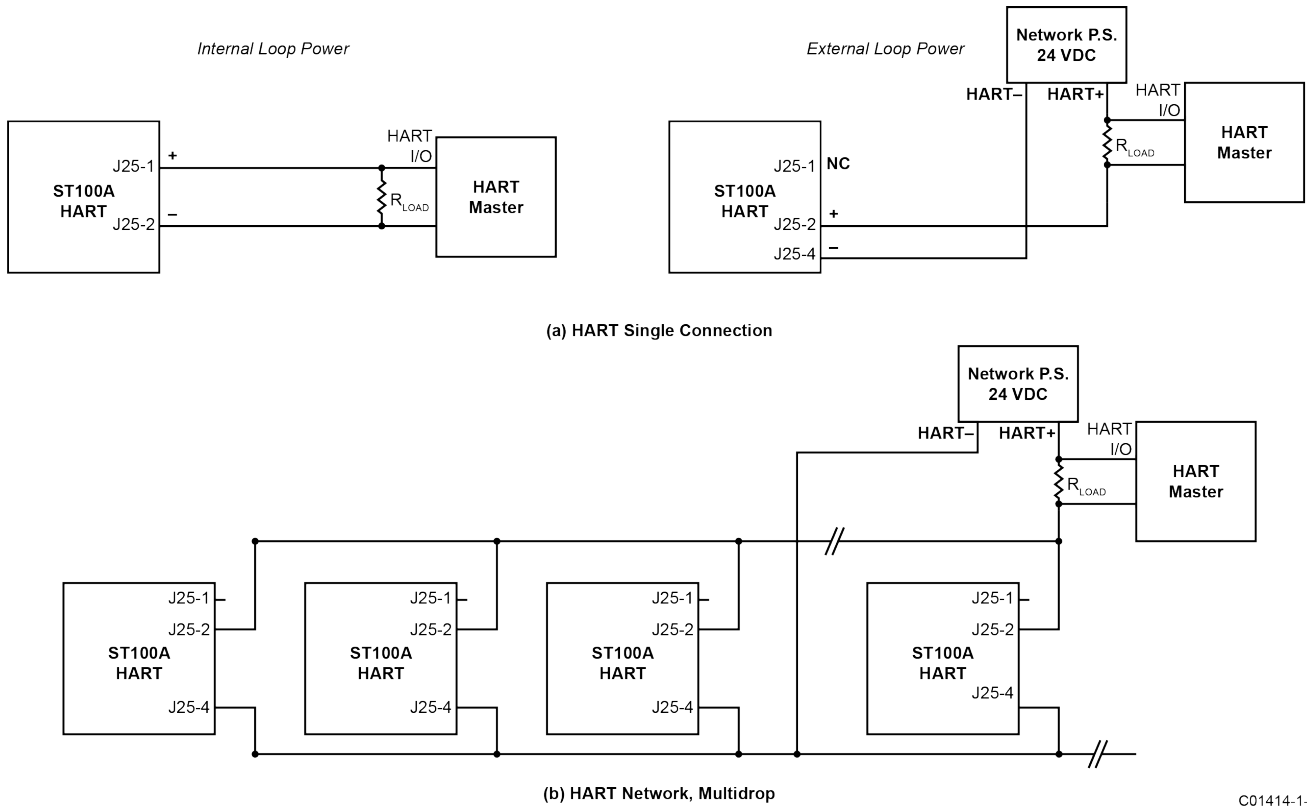 Internal Loop Power
External Loop Power
Network P.S.
24 VDC
HART–
HART+
HART
I/O
HART
Master
RLOAD
HART
I/O
HART
Master
RLOAD
ST100A
HART
J25-1
+
J25-2
–
ST100A
HART
J25-1
NC
J25-2
+
J25-4
–
(a) HART Single Connection
Network P.S.
24 VDC
HART–
HART+
HART
I/O
HART
Master
RLOAD
J25-1
J25-2
ST100A
HART
J25-4
J25-1
J25-2
ST100A
HART
J25-4
J25-1
J25-2
ST100A
HART
J25-4
J25-1
J25-2
ST100A
HART
J25-4
(b) HART Network, Multidrop
C01414-1-